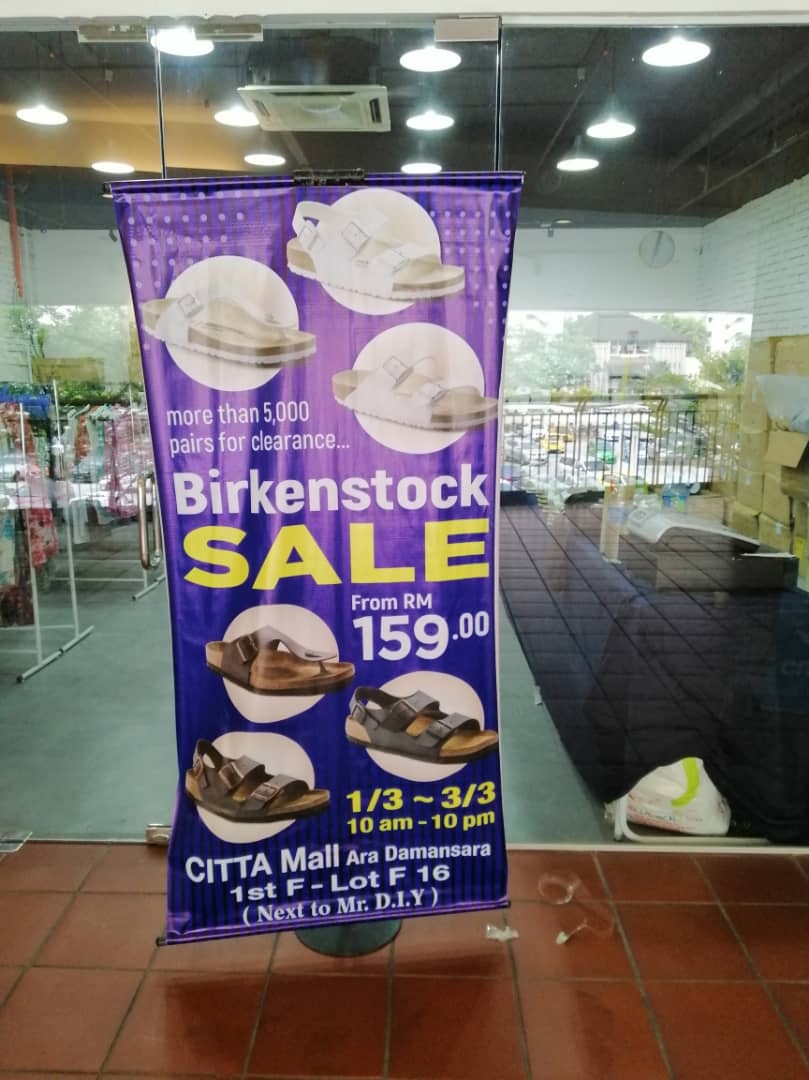 more than 5,000
pairs for clearance...
Birkenstock
SALE
From RM
159.00
1/3 ~ 3/3
10 am - 10 pm
CITTA Mall Ara Damansara
1st F - Lot F 16
( Next to Mr. D.I.Y )